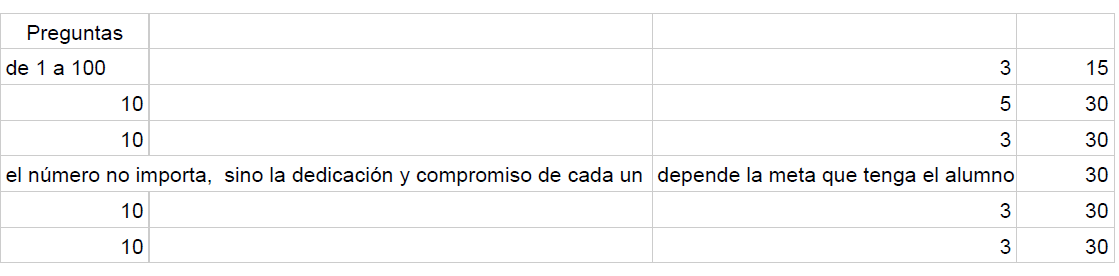 Preguntas
de 1 a 100 3 15
10 5 30
10 3 30
el número no importa,  sino la dedicación y compromiso de cada un depende la meta que tenga el alumno 30
10 3 30
10 3 30